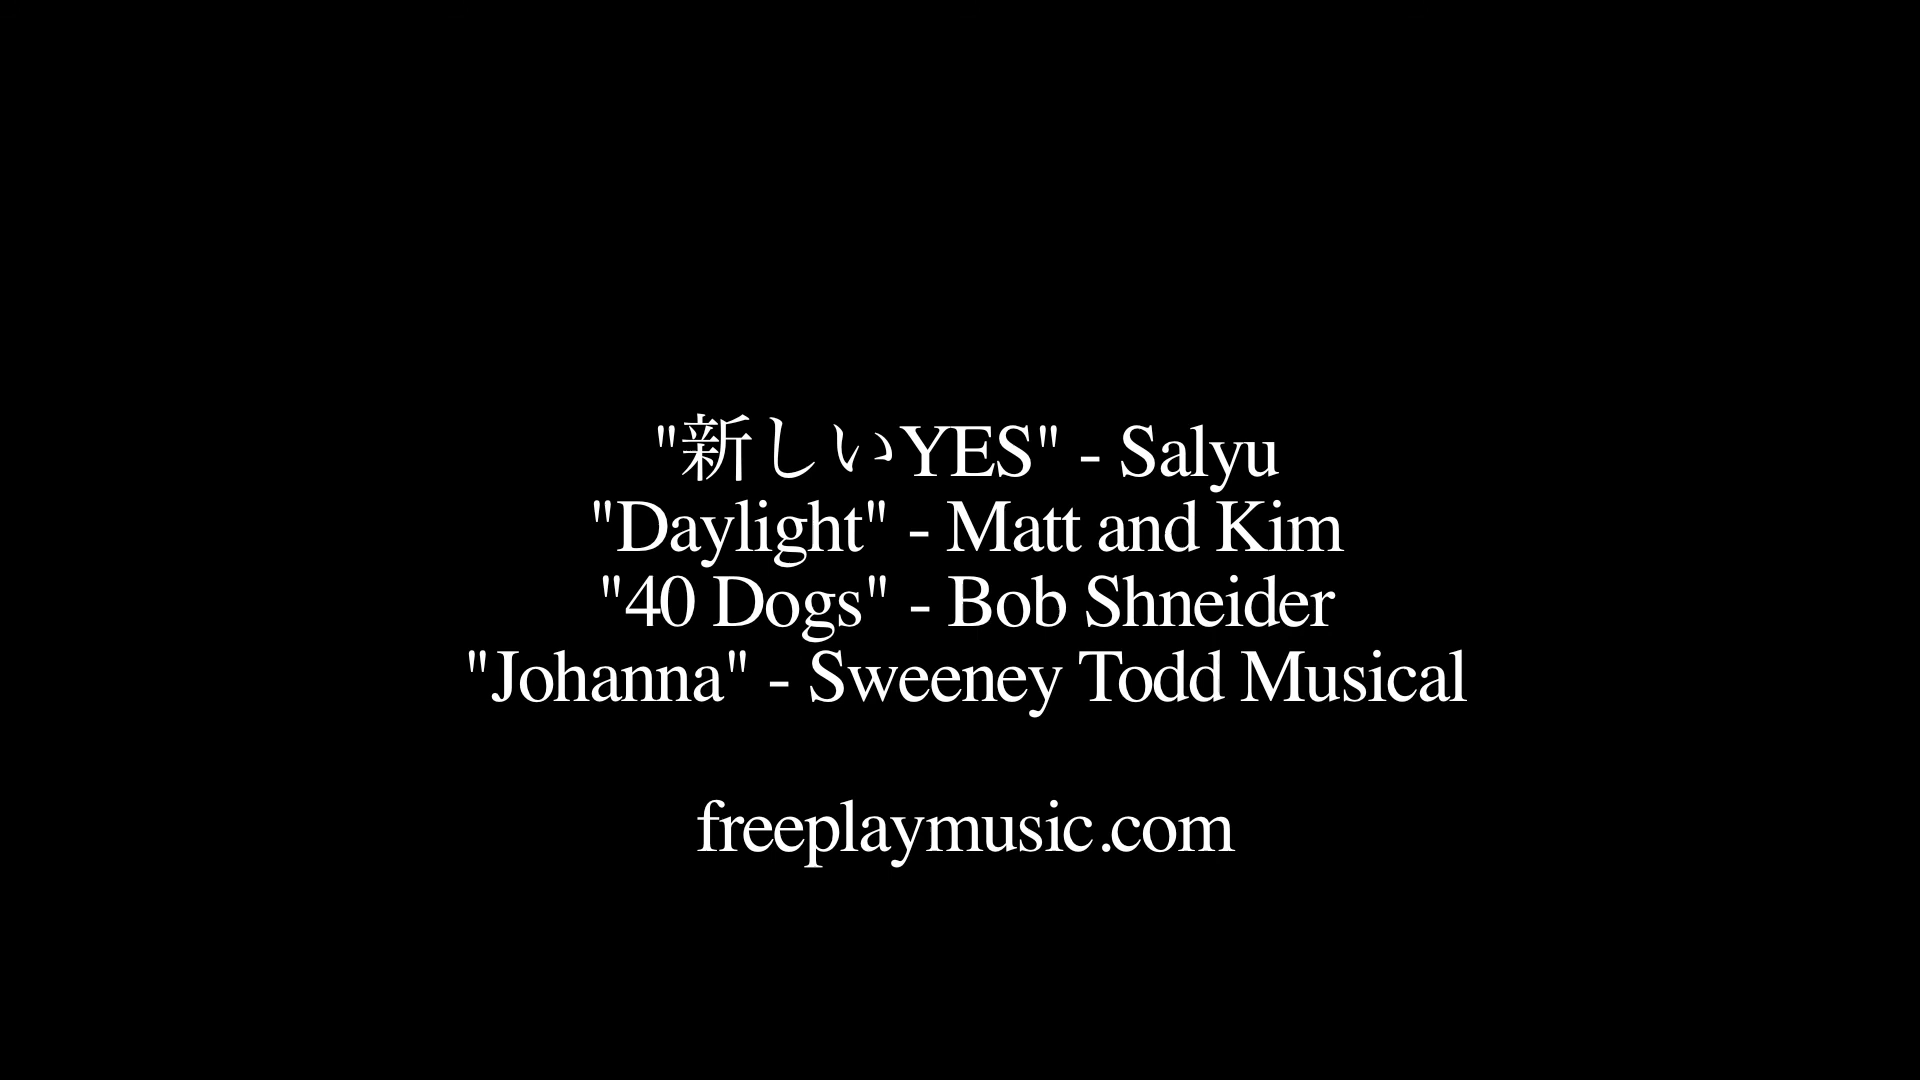 "新しいYES" - Salyu
"Daylight" - Matt and Kim
"40 Dogs" - Bob Shneider
"Johanna" - Sweeney Todd Musical
freeplaymusic.com